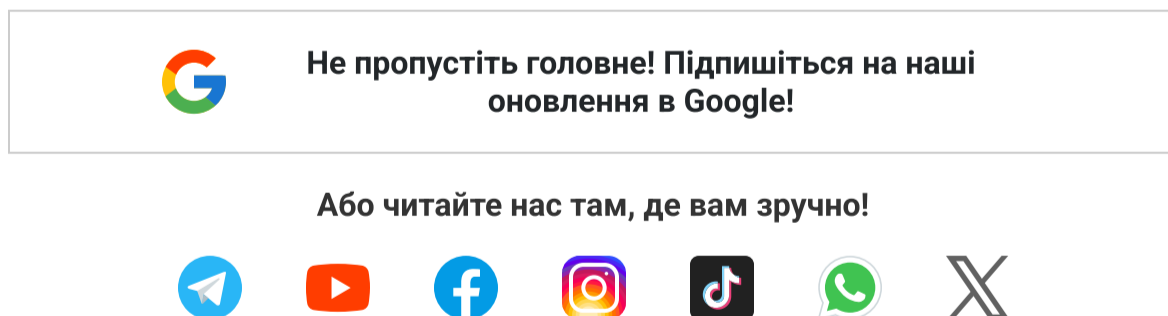 Не пропустіть головне! Підпишіться на наші
оновлення в Google!
Або читайте нас там, де вам зручно!